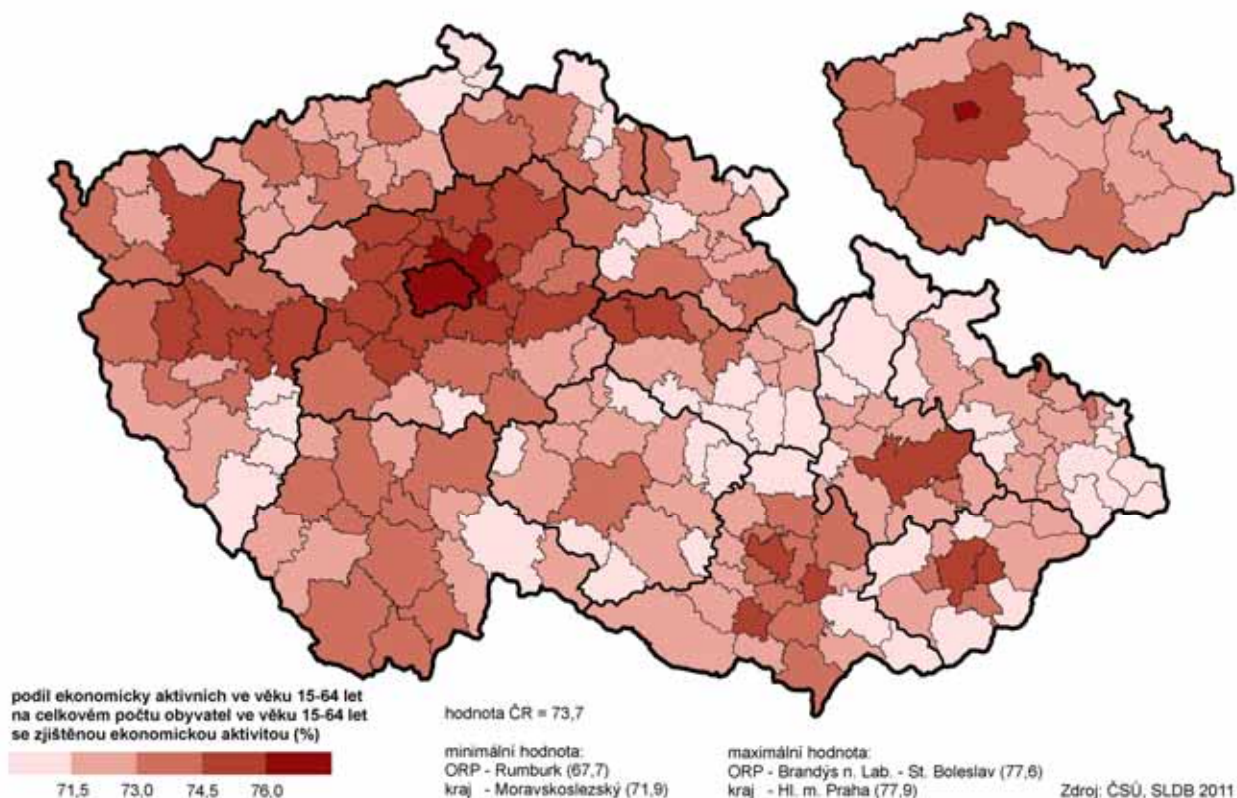 podíl ekonomicky aktivních ve věku 15-64 let
na celkovém počtu obyvatel ve věku 15-64 let
se zjištěnou ekonomickou aktivitou (%)
71,5 73,0 74,5 76,0
hodnota ČR = 73,7
minimální hodnota:
ORP - Rumburk (67,7)
kraj - Moravskoslezský (71,9)
maximální hodnota:
ORP - Brandýs n. Lab. - St. Boleslav (77,6)
kraj - Hl. m. Praha (77,9)
Zdroj: ČSÚ, SLDB 2011